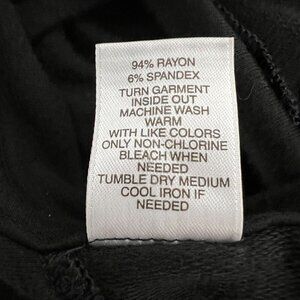 94% RAYON
6% SPANDEX
TURN GARMENT
INSIDE OUT
MACHINE WASH
WARM
WITH LIKE COLORS
ONLY NON-CHLORINE
BLEACH WHEN
NEEDED
TUMBLE DRY MEDIUM
COOL IRON IF
NEEDED